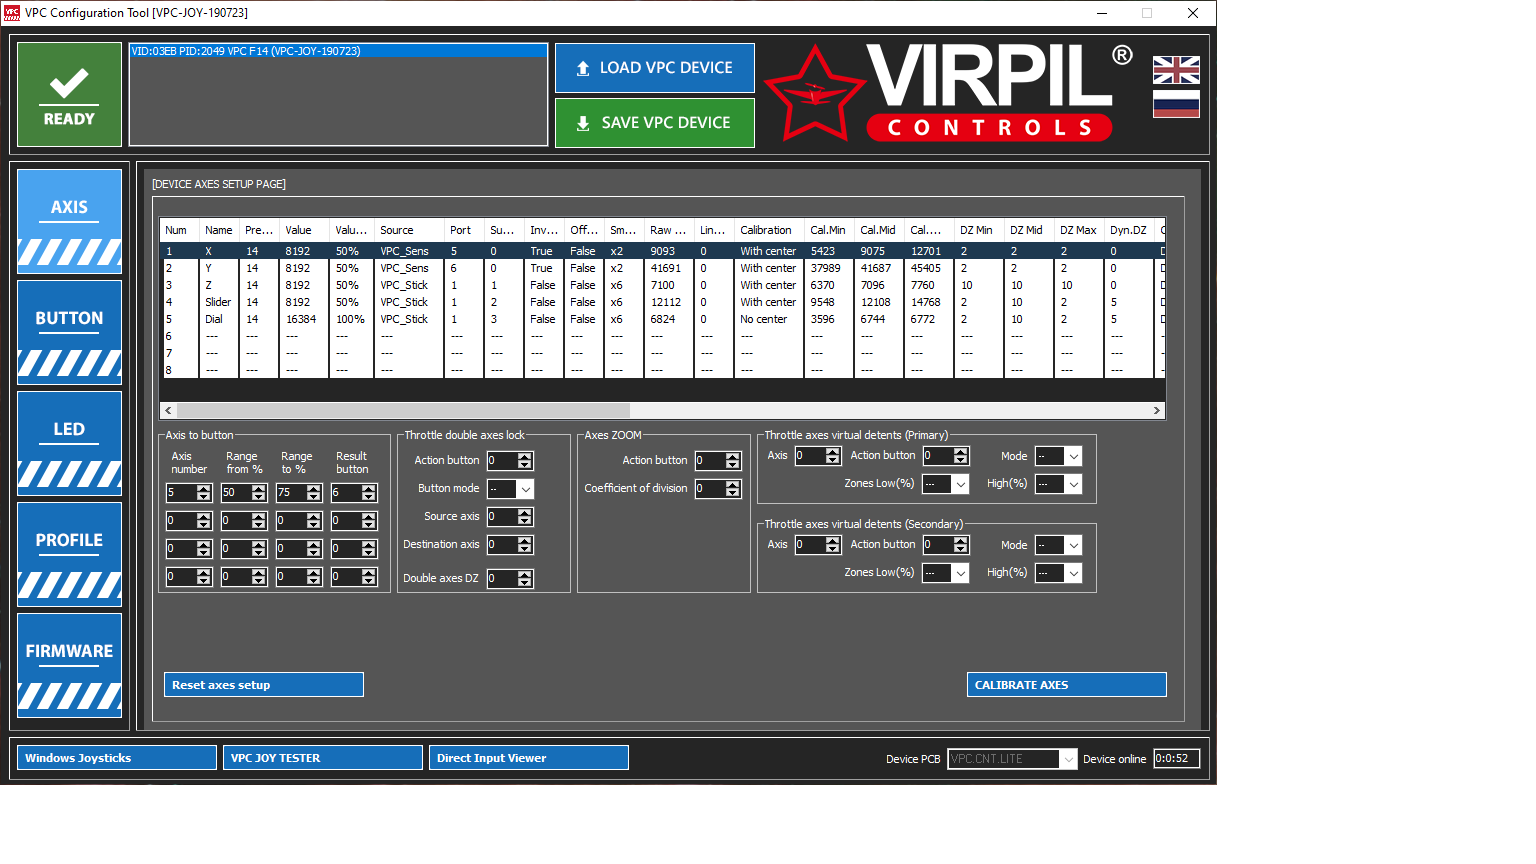 VPC Configuration Tool [VPC-JOY-190723]
READY
VID:03EB PID:2049 VPC F14 (VPC-JOY-190723)
LOAD VPC DEVICE
SAVE VPC DEVICE
VIRPIL ®
CONTROLS
AXIS
BUTTON
LED
PROFILE
FIRMWARE
[DEVICE AXES SETUP PAGE]
Num Name Pre... Value Valu... Source Port Su... Inv... Off... Sm... Raw ... Lin... Calibration Cal.Min Cal.Mid Cal.... DZ Min DZ Mid DZ Max Dyn.DZ
1 X 14 8192 50% VPC_Sens 5 0 True False x2 9093 0 With center 5423 9075 12701 2 2 2 0
2 Y 14 8192 50% VPC_Sens 6 0 True False x2 41691 0 With center 37989 41687 45405 2 2 2 0
3 Z 14 8192 50% VPC_Stick 1 1 False False x6 7100 0 With center 6370 7096 7760 10 10 10 0
4 Slider 14 8192 50% VPC_Stick 1 2 False False x6 12112 0 With center 9548 12108 14768 2 10 2 5
5 Dial 14 16384 100% VPC_Stick 1 3 False False x6 6824 0 No center 3596 6744 6772 2 10 2 5
6 --- --- --- --- --- --- --- --- --- --- --- --- --- --- --- --- --- --- --- ---
7 --- --- --- --- --- --- --- --- --- --- --- --- --- --- --- --- --- --- --- ---
8 --- --- --- --- --- --- --- --- --- --- --- --- --- --- --- --- --- --- --- ---
Axis to button
Axis number Range from % Range to % Result button
5 50 75 6
0 0 0 0
0 0 0 0
0 0 0 0
Throttle double axes lock
Action button 0
Button mode --
Source axis 0
Destination axis 0
Double axes DZ 0
Axes ZOOM
Action button 0
Coefficient of division 0
Throttle axes virtual detents (Primary)
Axis 0 Action button 0 Mode --
Zones Low(%) --- High(%) ---
Throttle axes virtual detents (Secondary)
Axis 0 Action button 0 Mode --
Zones Low(%) --- High(%) ---
Reset axes setup
CALIBRATE AXES
Windows Joysticks
VPC JOY TESTER
Direct Input Viewer
Device PCB VPC.CNT.LITE Device online 0:0:52